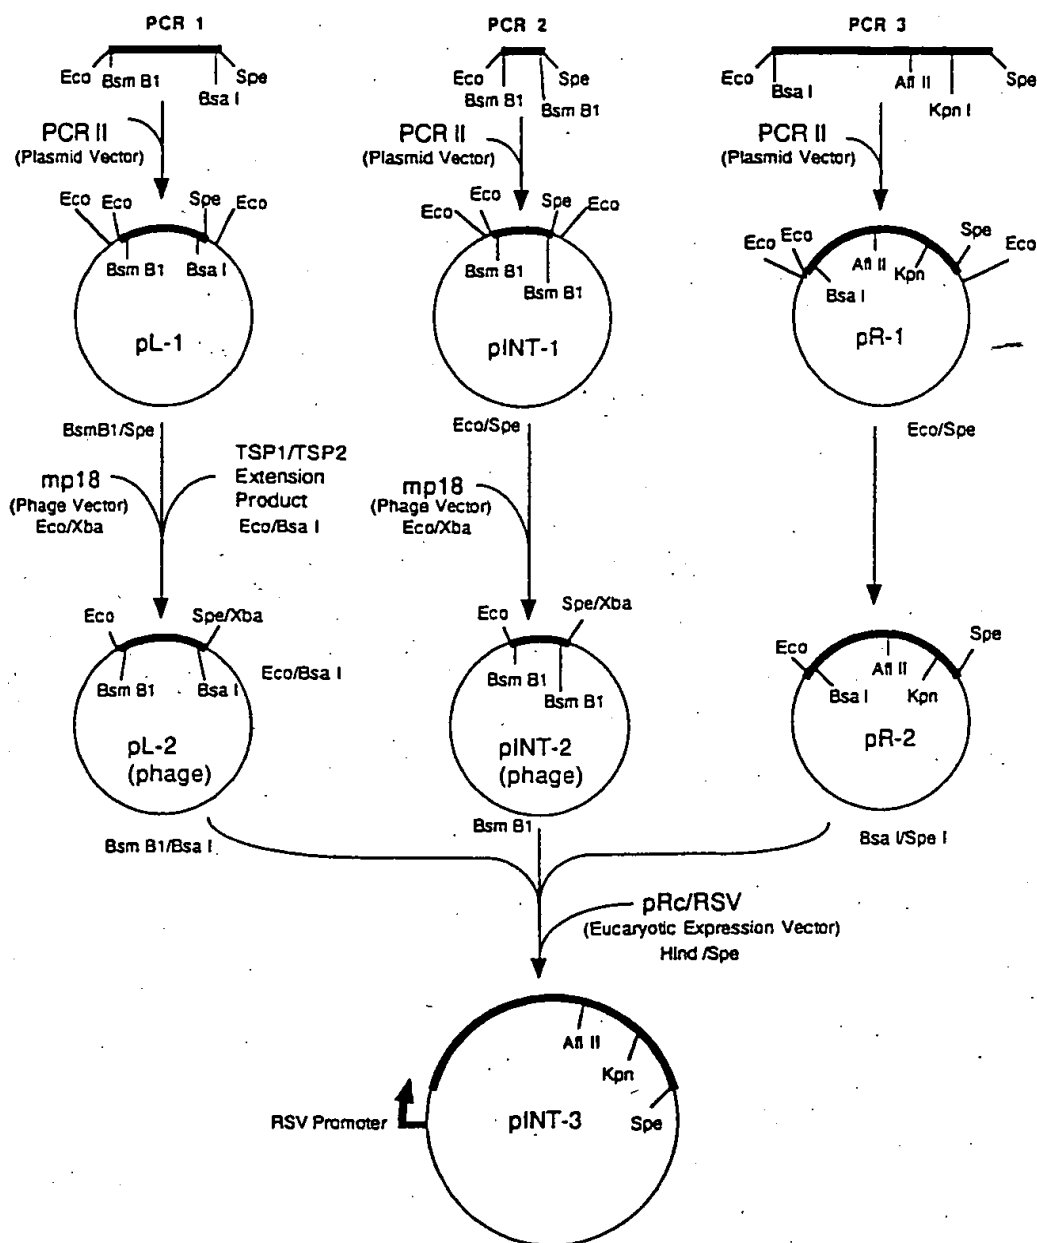 PCR 1
PCR 2
PCR 3
Eco
Bsm B1
Bsa I
Spe
Eco
Bsm B1
Bsm B1
Spe
Eco
Bsa I
Afl II
Kpn I
Spe
PCR II
(Plasmid Vector)
PCR II
(Plasmid Vector)
PCR II
(Plasmid Vector)
Eco
Eco
Spe
Eco
Bsm B1
Bsa I
pL-1
Eco
Eco
Spe
Eco
Bsm B1
Bsm B1
pINT-1
Eco
Eco
Spe
Eco
Bsa I
Afl II
Kpn
pR-1
BsmB1/Spe
Eco/Spe
Eco/Spe
mp18
(Phage Vector)
Eco/Xba
TSP1/TSP2
Extension
Product
Eco/Bsa I
mp18
(Phage Vector)
Eco/Xba
Eco
Spe/Xba
Bsm B1
Bsa I
Eco/Bsa I
pL-2
(phage)
Eco
Spe/Xba
Bsm B1
Bsm B1
pINT-2
(phage)
Eco
Spe
Bsa I
Afl II
Kpn
pR-2
Bsm B1/Bsa I
Bsm B1
Bsa I/Spe I
pRc/RSV
(Eucaryotic Expression Vector)
Hind /Spe
Afl II
Kpn
Spe
RSV Promoter
pINT-3